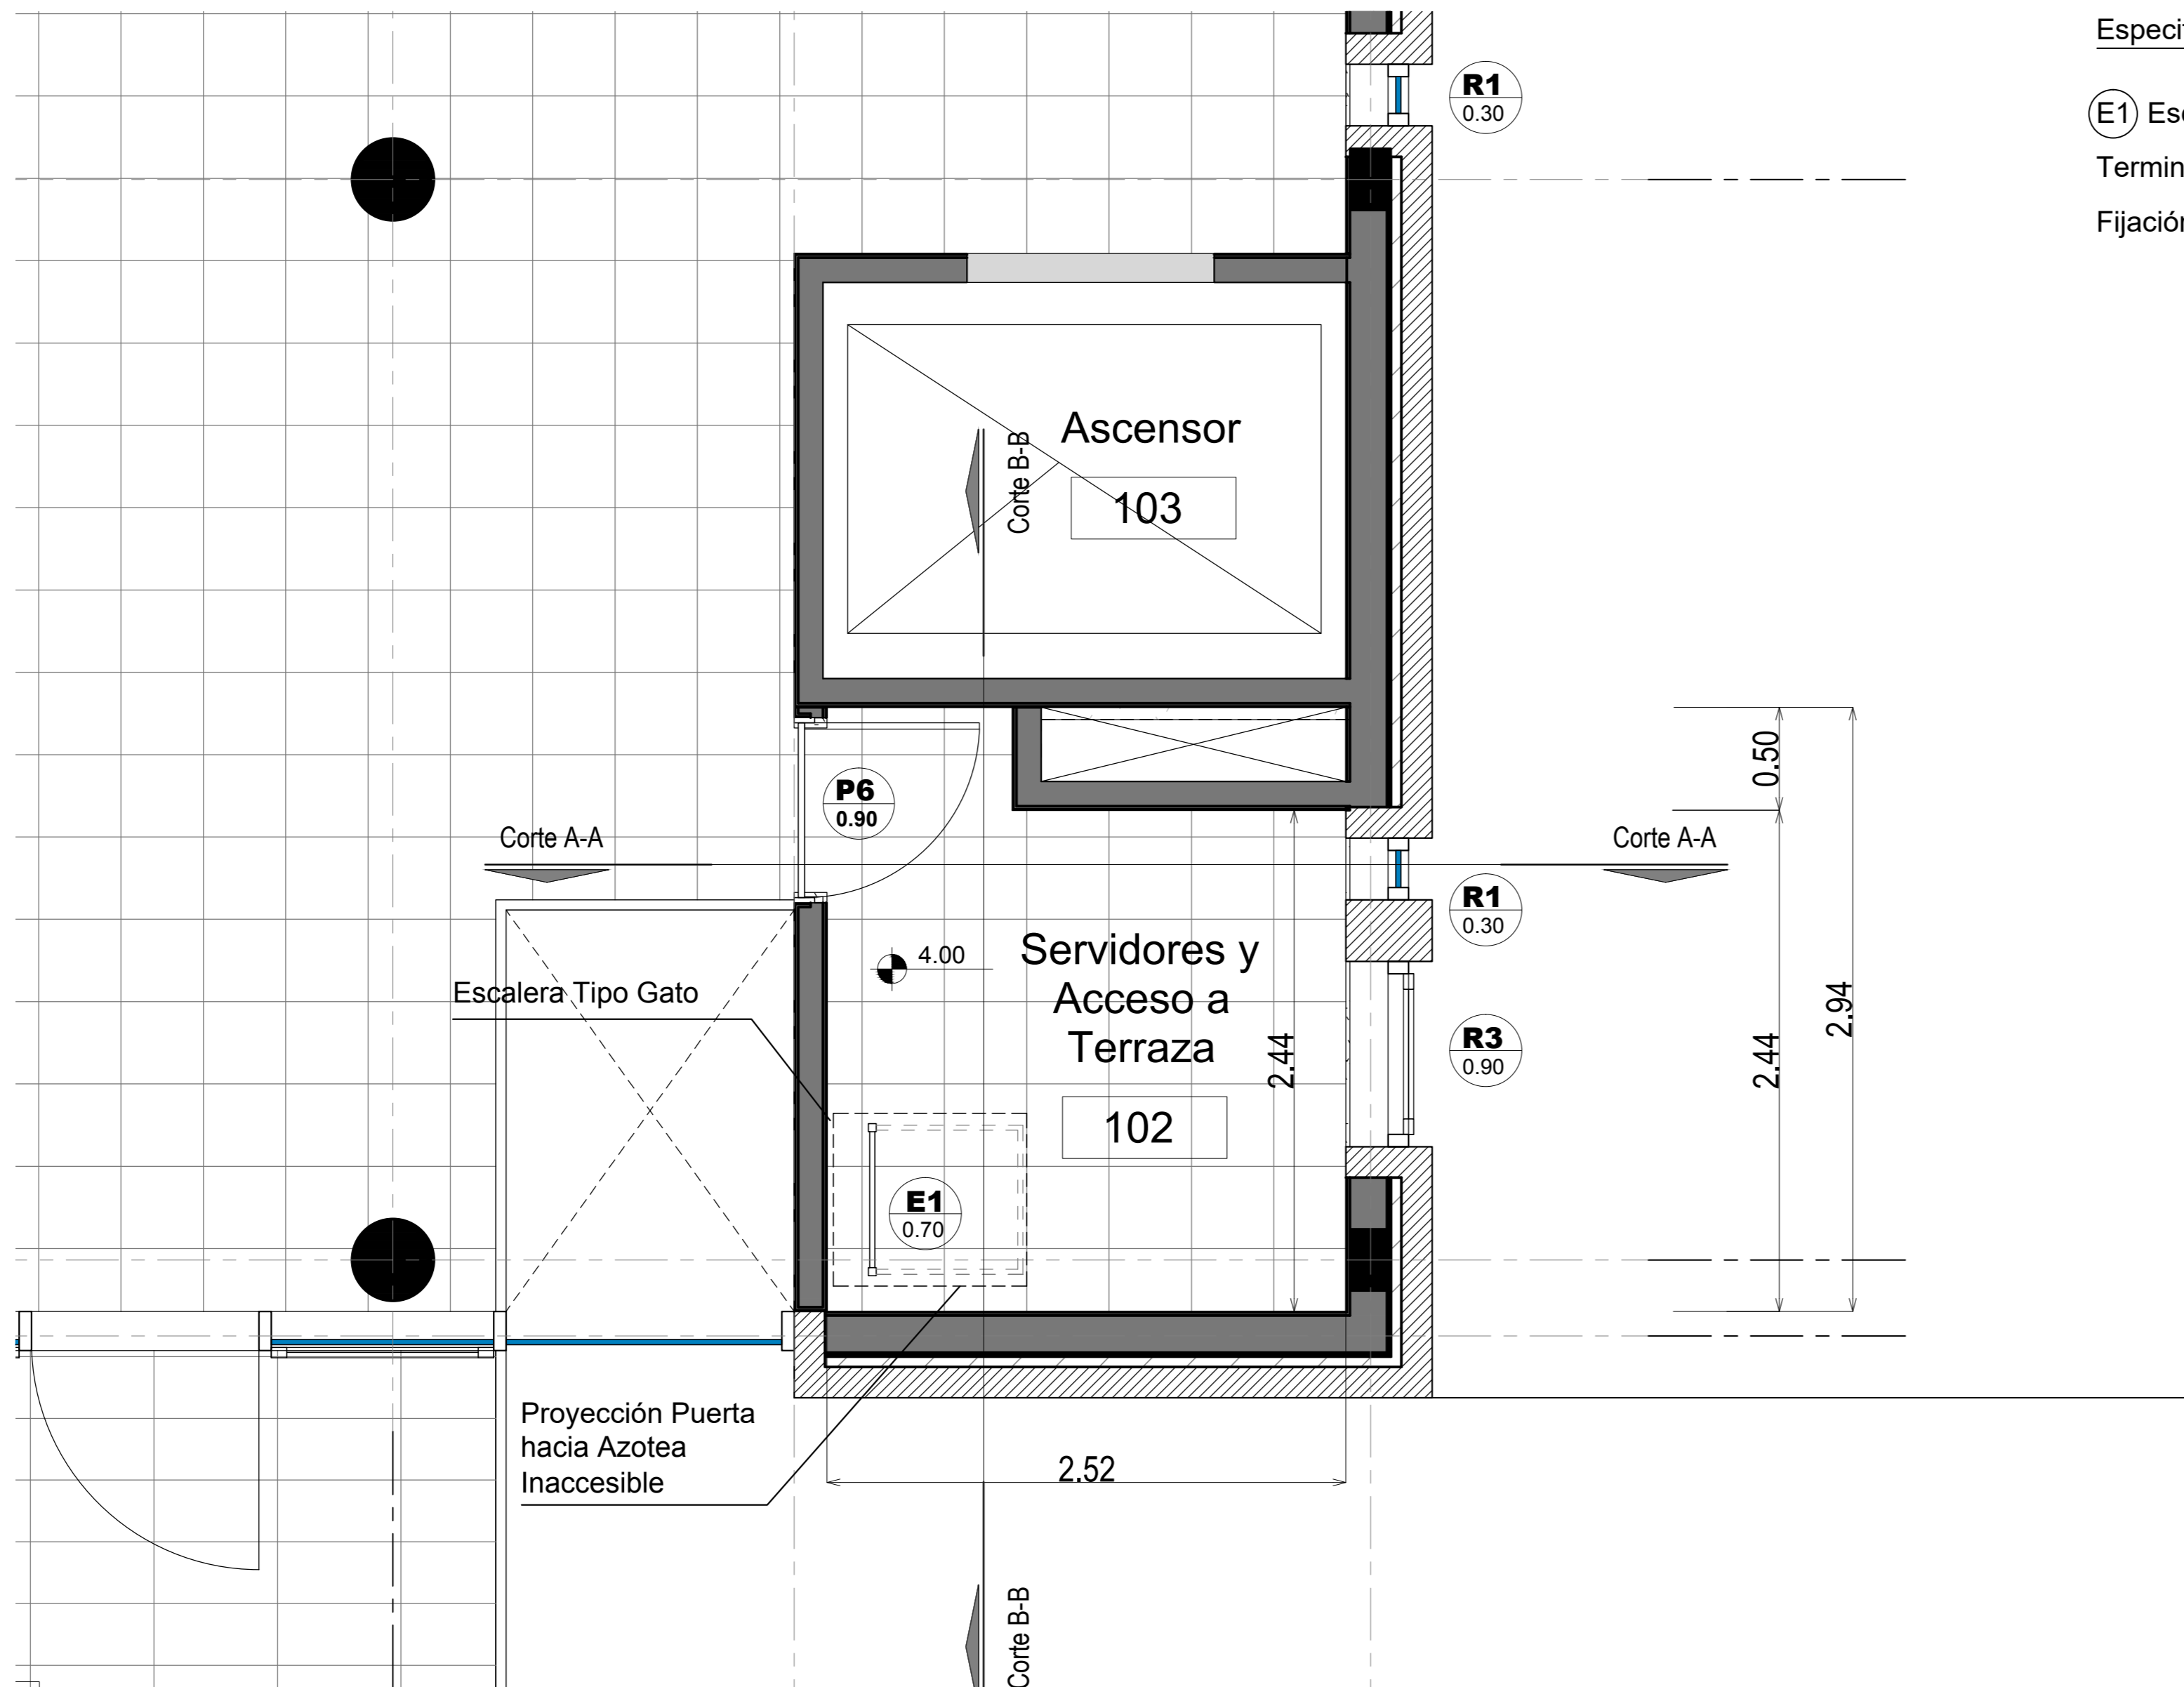 Especi
R1
0.30
E1 Es
Termin
Fijación
Ascensor
Corte B-B
103
0.50
P6
0.90
Corte A-A
Corte A-A
R1
0.30
4.00
Servidores y
Acceso a
Terraza
Escalera Tipo Gato
2.94
2.44
2.44
R3
0.90
102
E1
0.70
Proyección Puerta
hacia Azotea
Inaccesible
2.52
Corte B-B